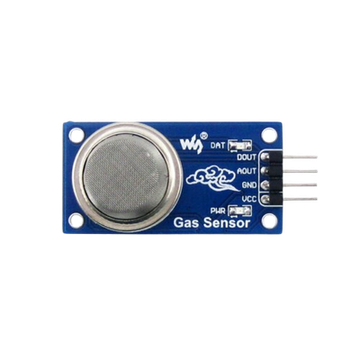 W®
DAT
DOUT
AOUT
GND
VCC
PWR
Gas Sensor